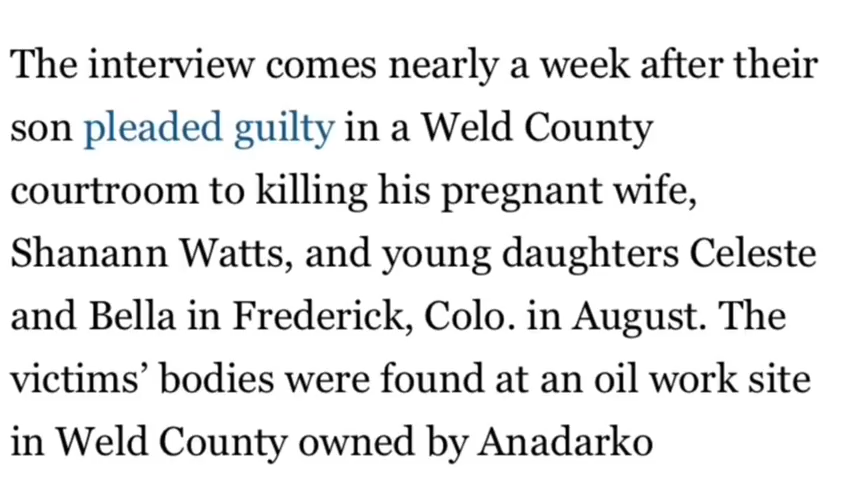 The interview comes nearly a week after their
son pleaded guilty in a Weld County
courtroom to killing his pregnant wife,
Shanann Watts, and young daughters Celeste
and Bella in Frederick, Colo. in August. The
victims’ bodies were found at an oil work site
in Weld County owned by Anadarko